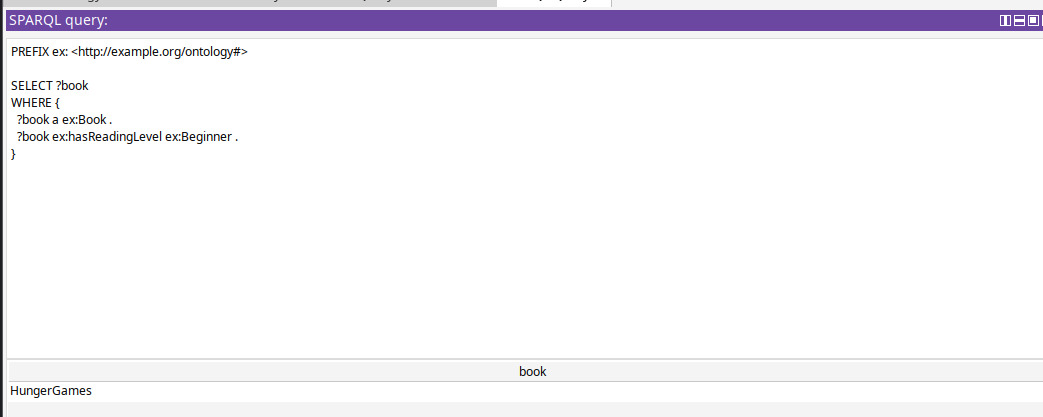 SPARQL query:
PREFIX ex: <http://example.org/ontology#>
SELECT ?book
WHERE {
?book a ex:Book .
?book ex:hasReadingLevel ex:Beginner .
}
book
HungerGames